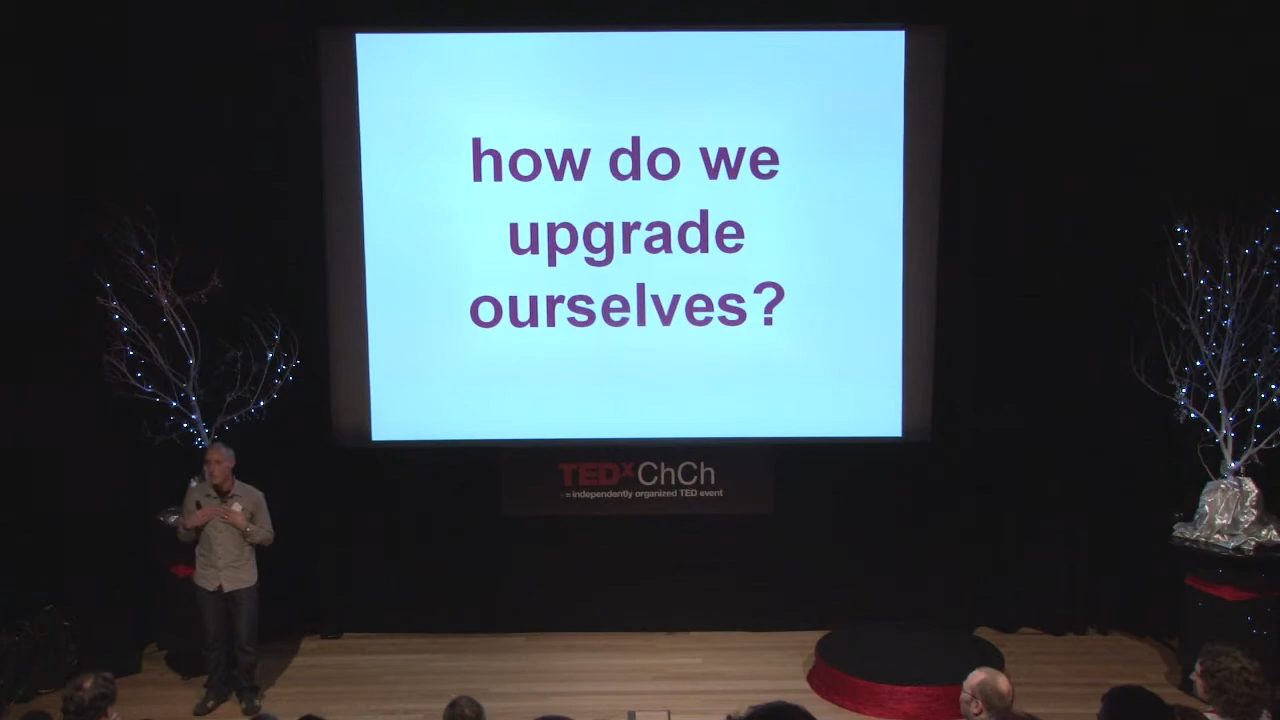 how do we
upgrade
ourselves?
TEDxChCh
x = independently organized TED event